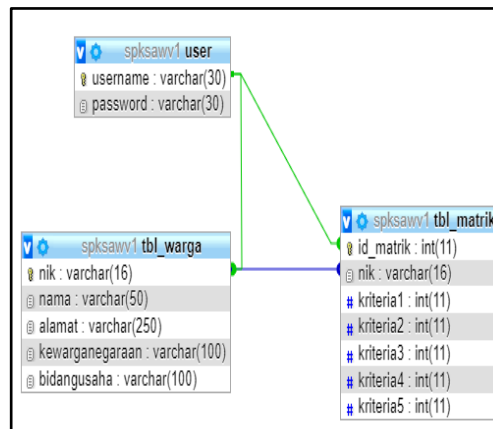 spksawv1 user
username : varchar(30)
password : varchar(30)
spksawv1 tbl_warga
nik : varchar(16)
nama : varchar(50)
alamat : varchar(250)
kewarganegaraan : varchar(100)
bidangusaha : varchar(100)
spksawv1 tbl_matrik
id_matrik : int(11)
nik : varchar(16)
# kriteria1 : int(11)
# kriteria2 : int(11)
# kriteria3 : int(11)
# kriteria4 : int(11)
# kriteria5 : int(11)